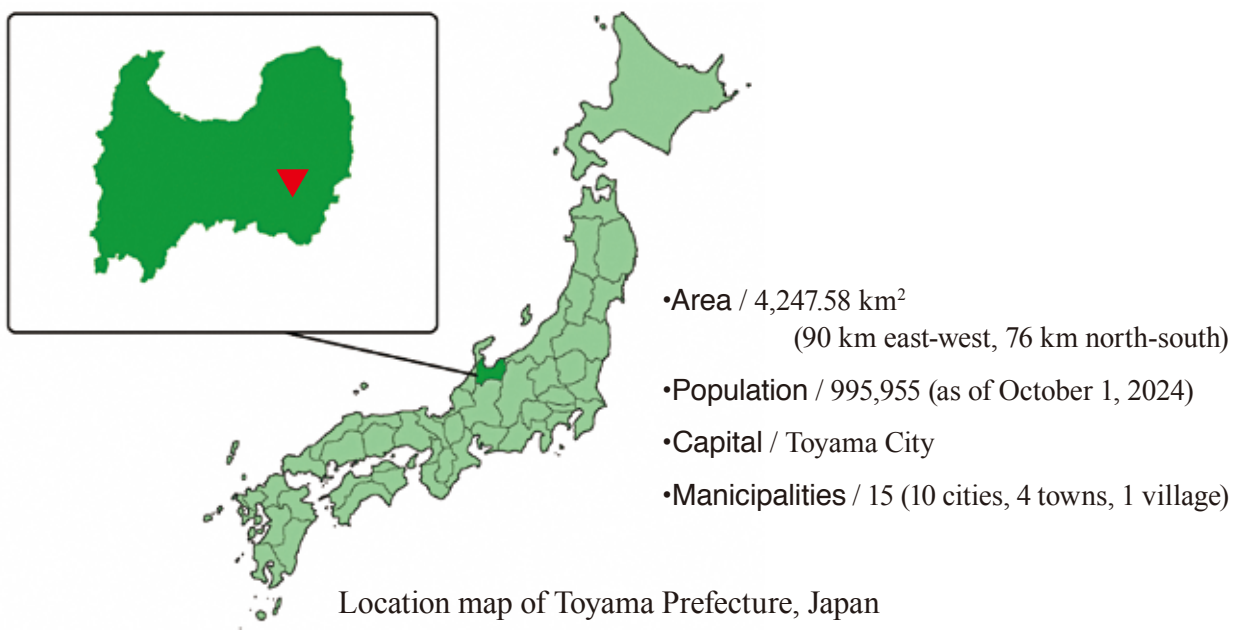 •Area / 4,247.58 km²
(90 km east-west, 76 km north-south)
•Population / 995,955 (as of October 1, 2024)
•Capital / Toyama City
•Manicipalities / 15 (10 cities, 4 towns, 1 village)
Location map of Toyama Prefecture, Japan